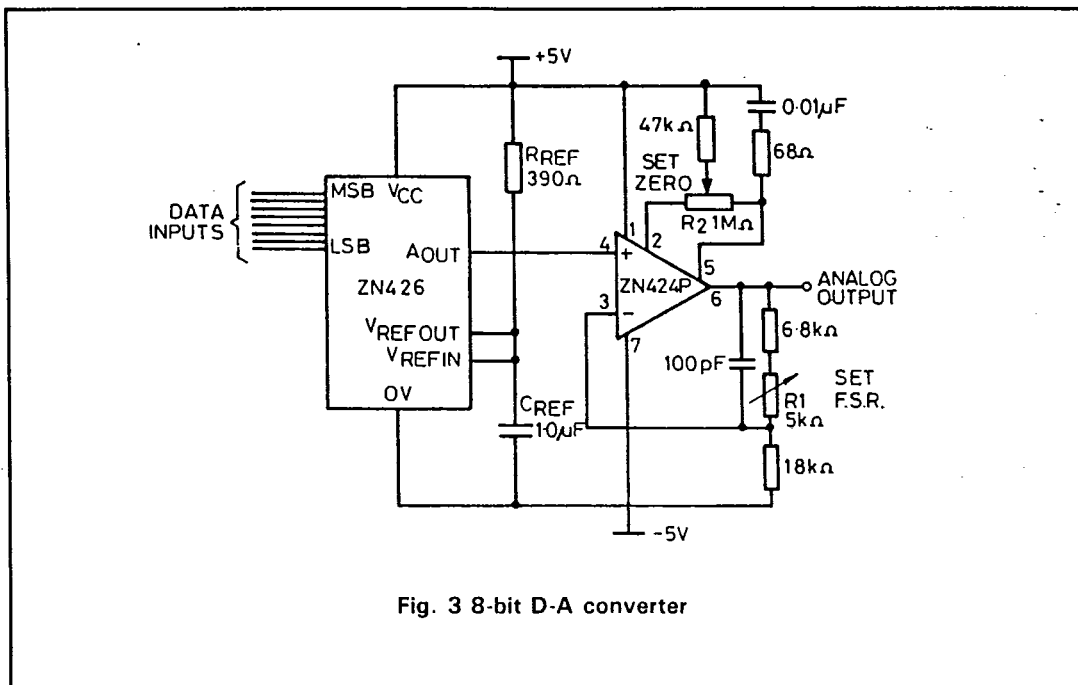 +5V
0·01µF
47kΩ
68Ω
RREF
390Ω
SET
ZERO
R2 1MΩ
MSB VCC
DATA
INPUTS
LSB
AOUT
ZN426
VREFOUT
VREFIN
0V
CREF
1·0µF
1
2
4
+
5
ZN424P
6
3
-
7
ANALOG
OUTPUT
6·8kΩ
100pF
SET
F.S.R.
R1
5kΩ
18kΩ
-5V
Fig. 3 8-bit D-A converter